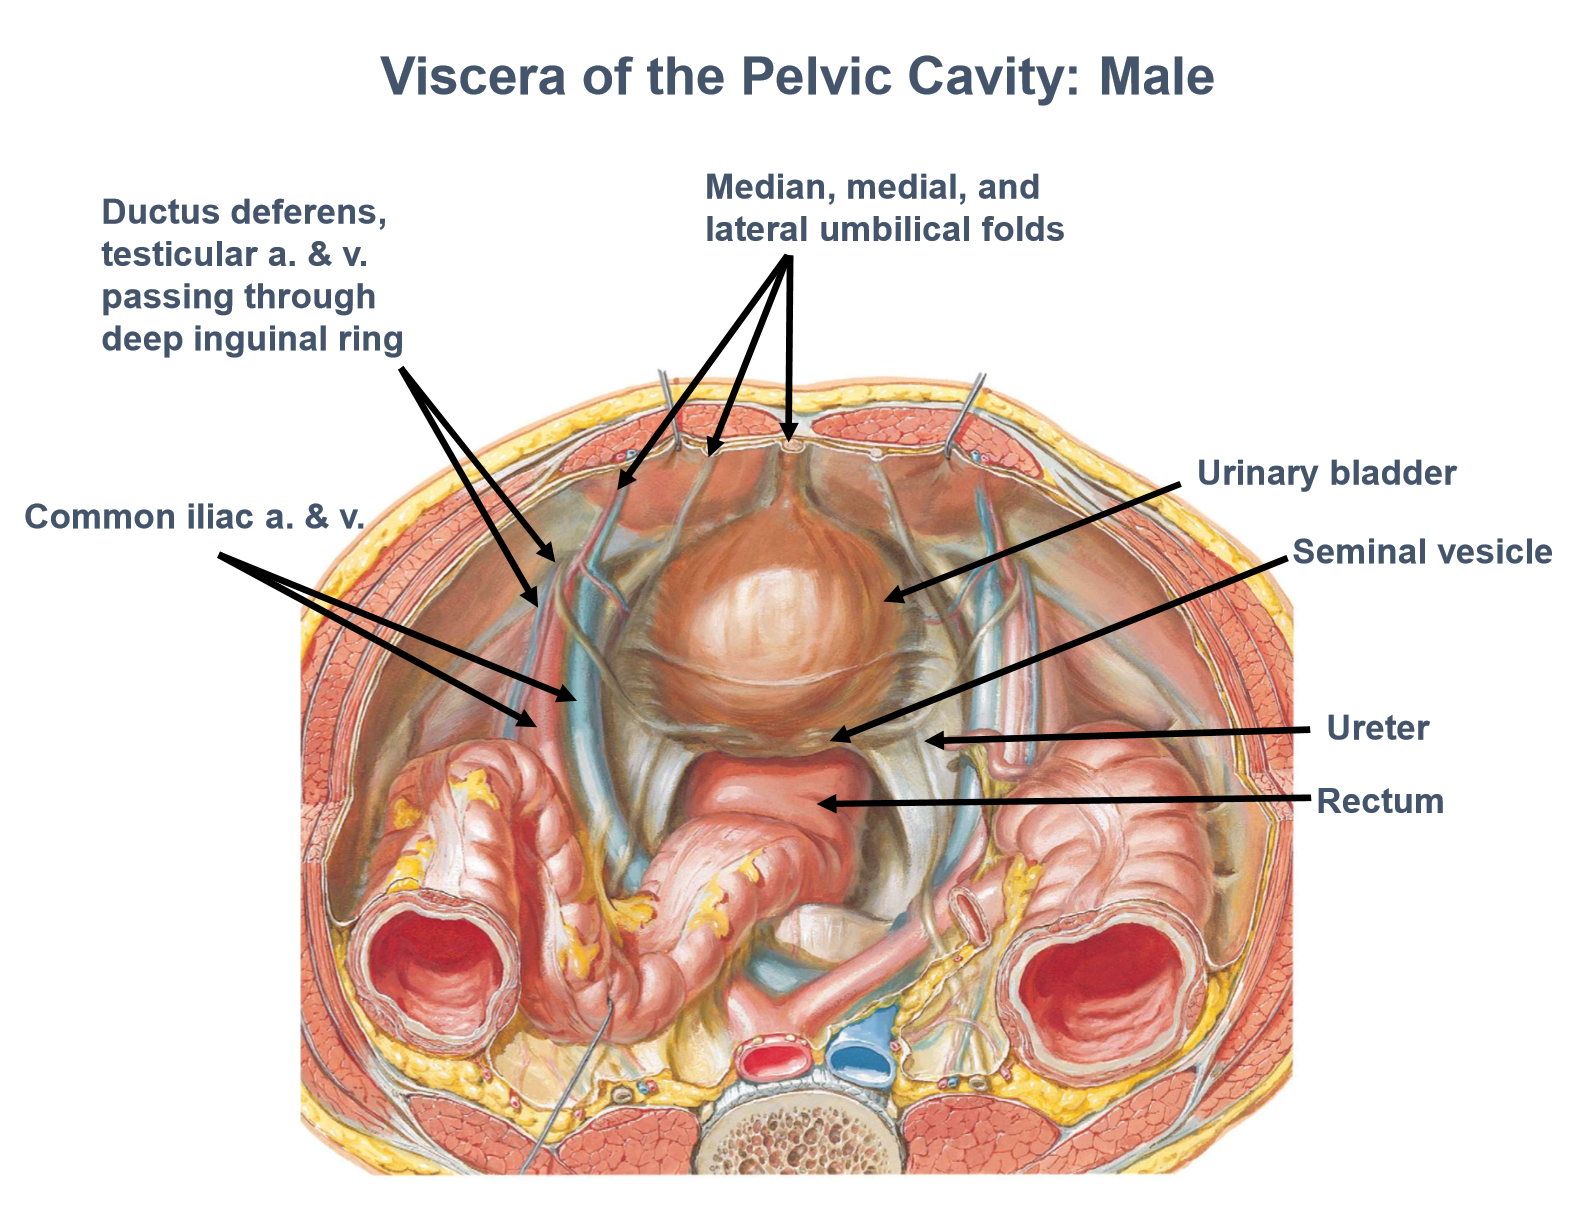 Viscera of the Pelvic Cavity: Male
Median, medial, and
lateral umbilical folds
Ductus deferens,
testicular a. & v.
passing through
deep inguinal ring
Common iliac a. & v.
Urinary bladder
Seminal vesicle
Ureter
Rectum